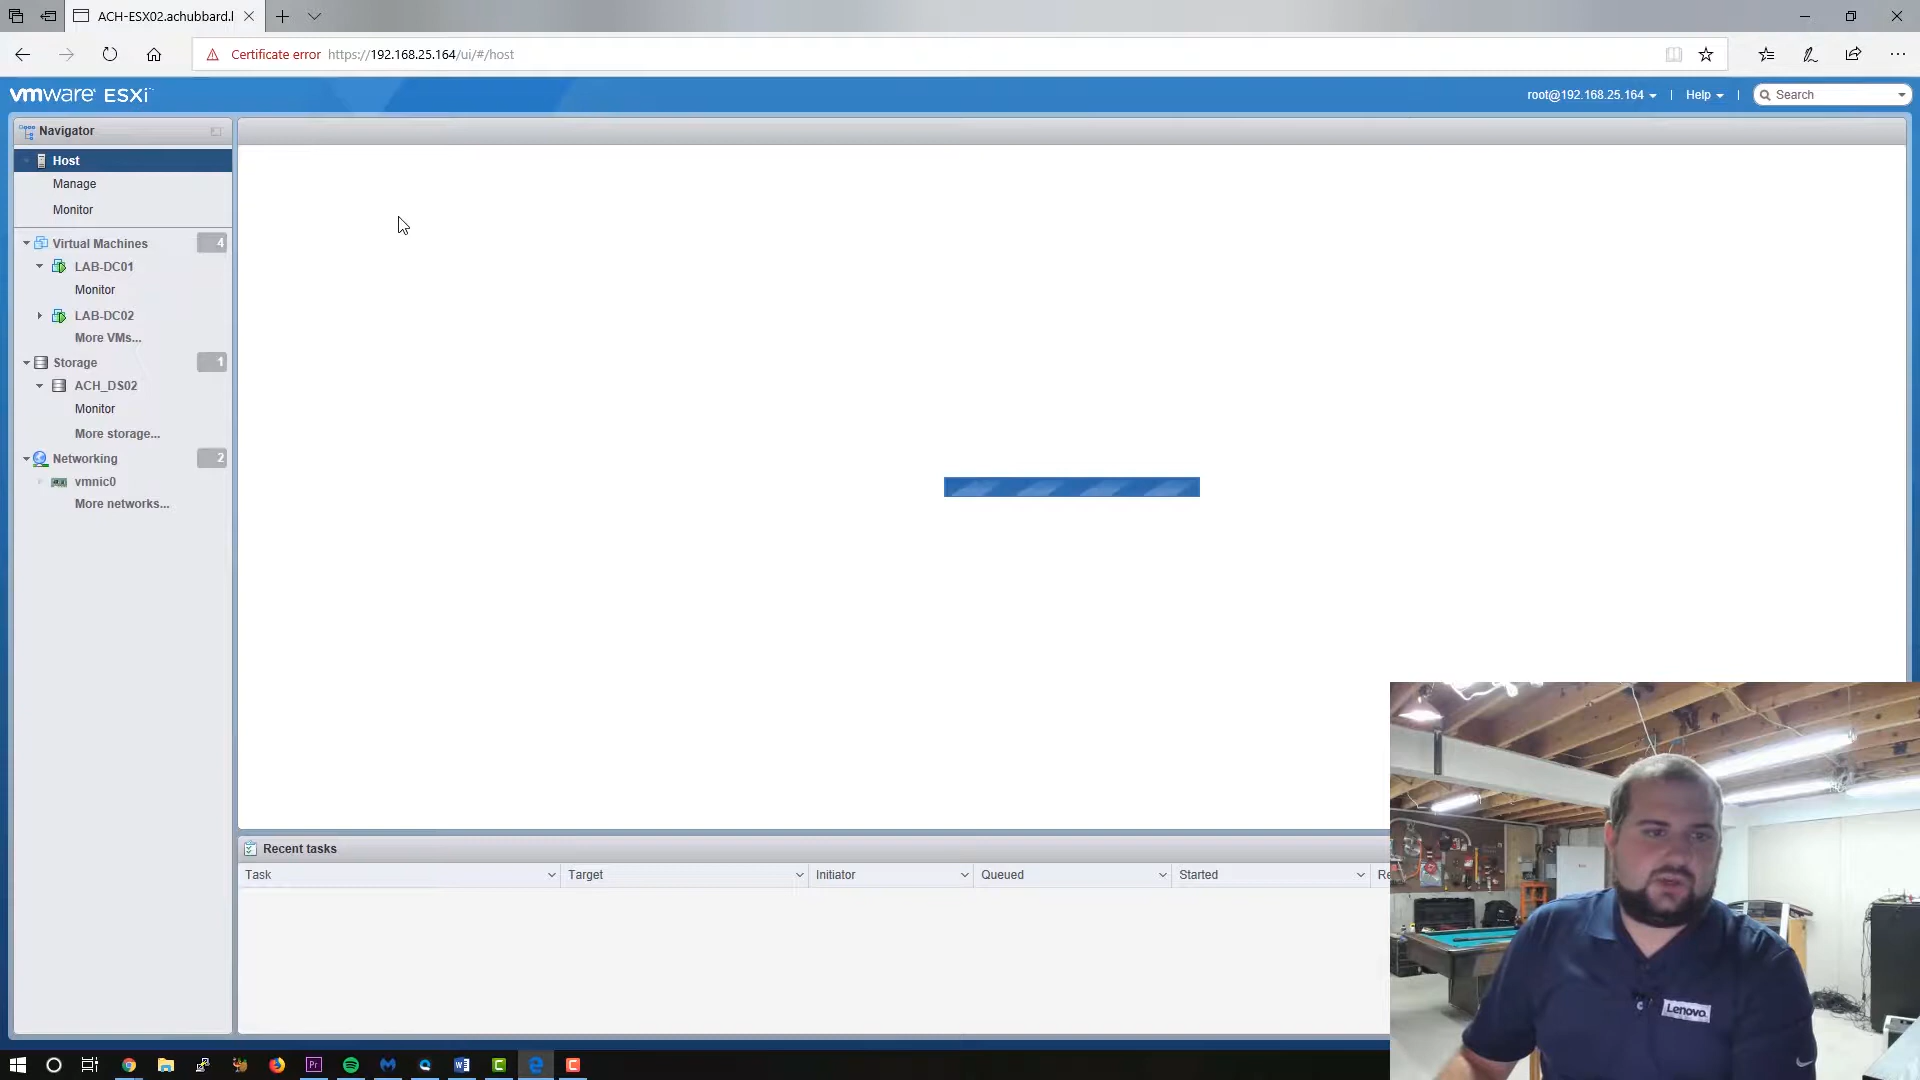 ACH-ESX02.achubbard.l
Certificate error https://192.168.25.164/ui/#/host
vmware ESXi
root@192.168.25.164 | Help | Search
Navigator
Host
Manage
Monitor
Virtual Machines 4
LAB-DC01
Monitor
LAB-DC02
More VMs...
Storage 1
ACH_DS02
Monitor
More storage...
Networking 2
vmnic0
More networks...
Recent tasks
Task Target Initiator Queued Started Re
Lenovo
Pr